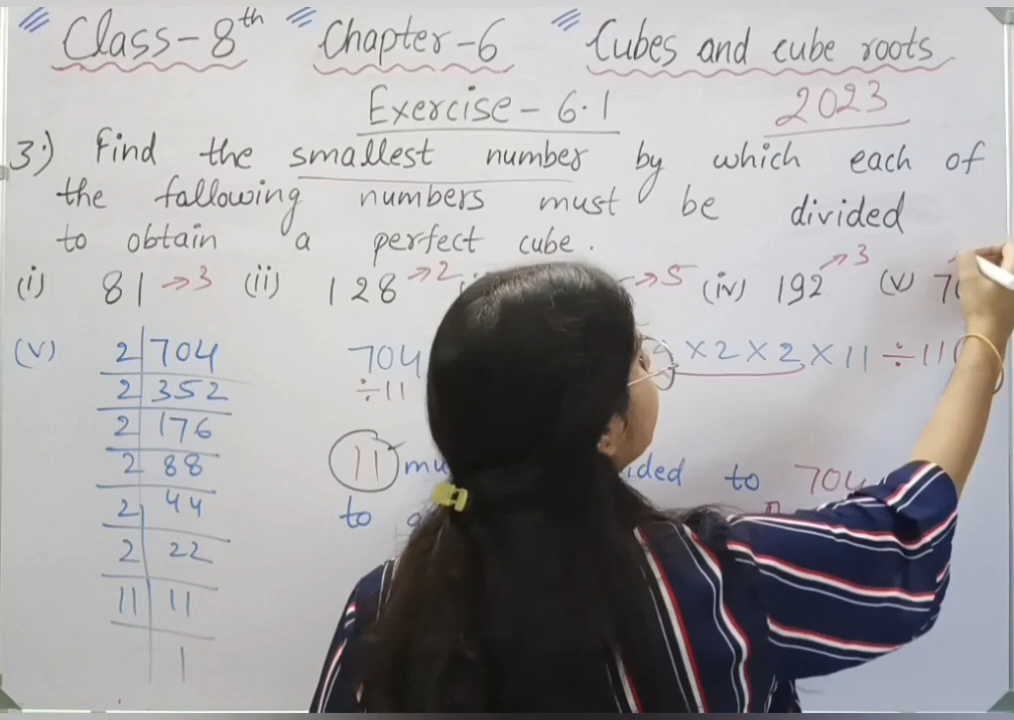 Class-8th Chapter-6 Cubes and cube roots
Exercise-6.1 2023
3.) Find the smallest number by which each of
the fallowing numbers must be divided
to obtain a perfect cube.
(i) 81 →3 (ii) 128 →2 →5 (iv) 192 →3 (v)
(v) 2 704 704 ×2×2×11 ÷11
2 352 ÷11
2 176
2 88 11 to 704
2 44 to
2 22
11 11
1